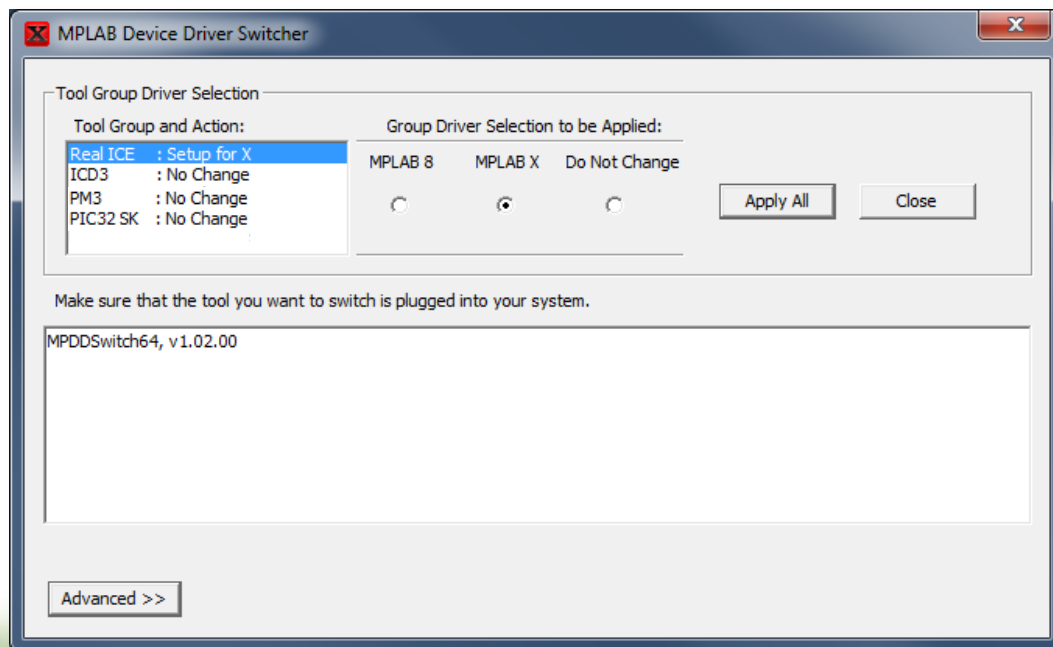 MPLAB Device Driver Switcher
Tool Group Driver Selection
Tool Group and Action:
Real ICE : Setup for X
ICD3 : No Change
PM3 : No Change
PIC32 SK : No Change
Group Driver Selection to be Applied:
MPLAB 8 MPLAB X Do Not Change
Apply All Close
Make sure that the tool you want to switch is plugged into your system.
MPDDSwitch64, v1.02.00
Advanced >>